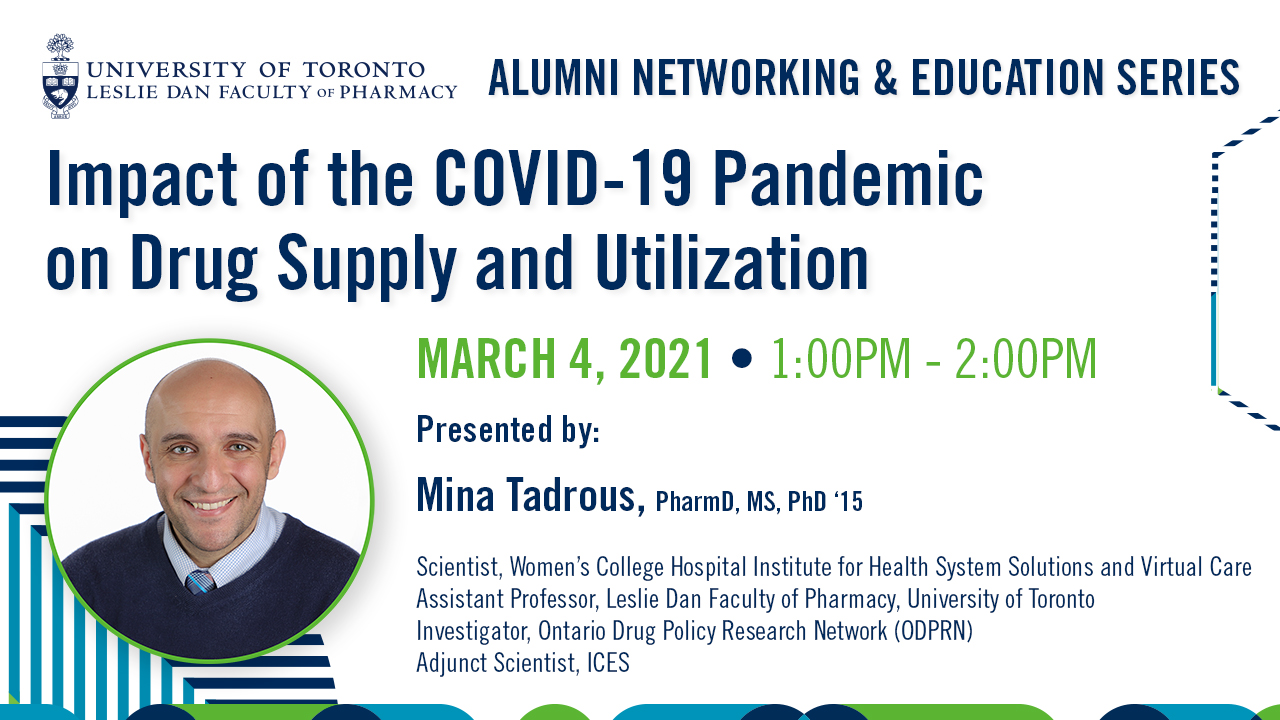 UNIVERSITY OF TORONTO
LESLIE DAN FACULTY OF PHARMACY
ALUMNI NETWORKING & EDUCATION SERIES
Impact of the COVID-19 Pandemic
on Drug Supply and Utilization
MARCH 4, 2021 • 1:00PM - 2:00PM
Presented by:
Mina Tadrous, PharmD, MS, PhD ‘15
Scientist, Women’s College Hospital Institute for Health System Solutions and Virtual Care
Assistant Professor, Leslie Dan Faculty of Pharmacy, University of Toronto
Investigator, Ontario Drug Policy Research Network (ODPRN)
Adjunct Scientist, ICES